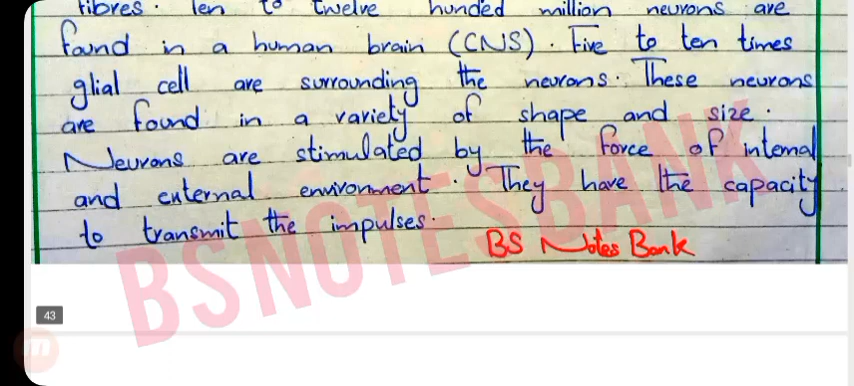 fibres. Ten to twelve hunded million neurons are
found in a human brain (CNS). Five to ten times
glial cell are surrounding the neurons. These neurons
are found in a variety of shape and size.
Neurons are stimulated by the force of internal
and external environment. They have the capacity
to transmit the impulses.
BS Notes Bank
BSNOTESBANK
43